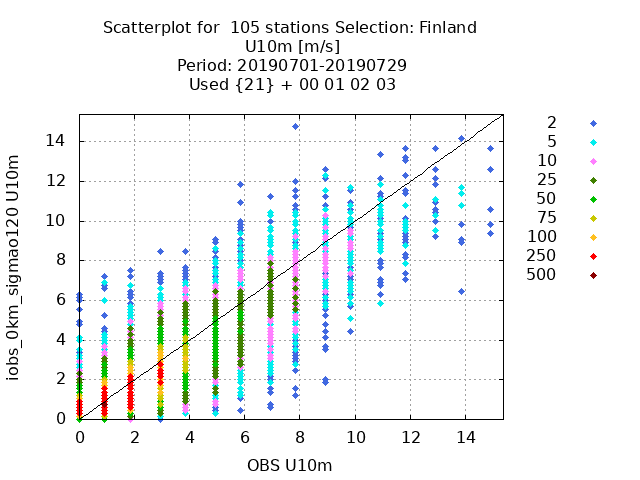 Scatterplot for  105 stations Selection: Finland
U10m [m/s]
Period: 20190701-20190729
Used {21} + 00 01 02 03
iobs_0km_sigmao120 U10m
14
12
10
8
6
4
2
0
0 2 4 6 8 10 12 14
OBS U10m
2
5
10
25
50
75
100
250
500